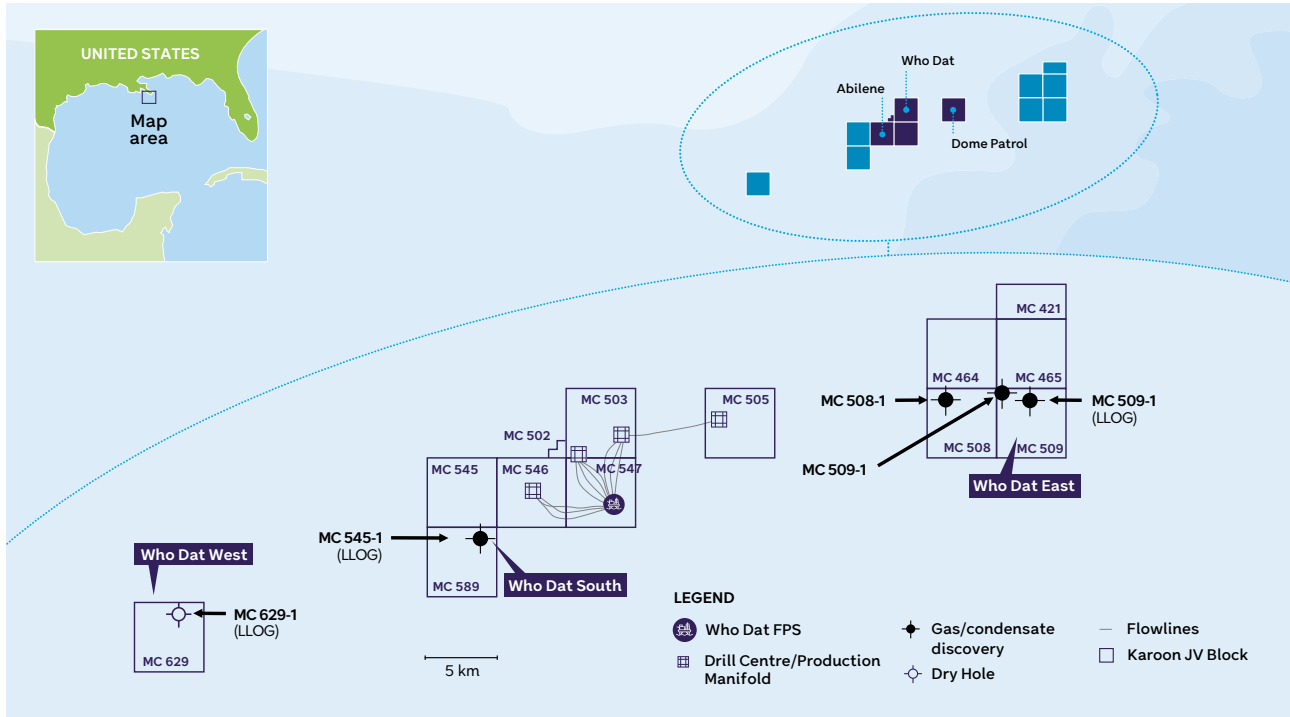 UNITED STATES
Map
area
Who Dat
Abilene
Dome Patrol
MC 421
MC 464
MC 465
MC 508-1
MC 509-1
(LLOG)
MC 508
MC 509
MC 509-1
Who Dat East
MC 503
MC 505
MC 502
MC 545
MC 546
MC 547
MC 545-1
(LLOG)
MC 589
Who Dat South
Who Dat West
MC 629-1
(LLOG)
MC 629
5 km
LEGEND
Who Dat FPS
Drill Centre/Production
Manifold
Gas/condensate
discovery
Dry Hole
Flowlines
Karoon JV Block